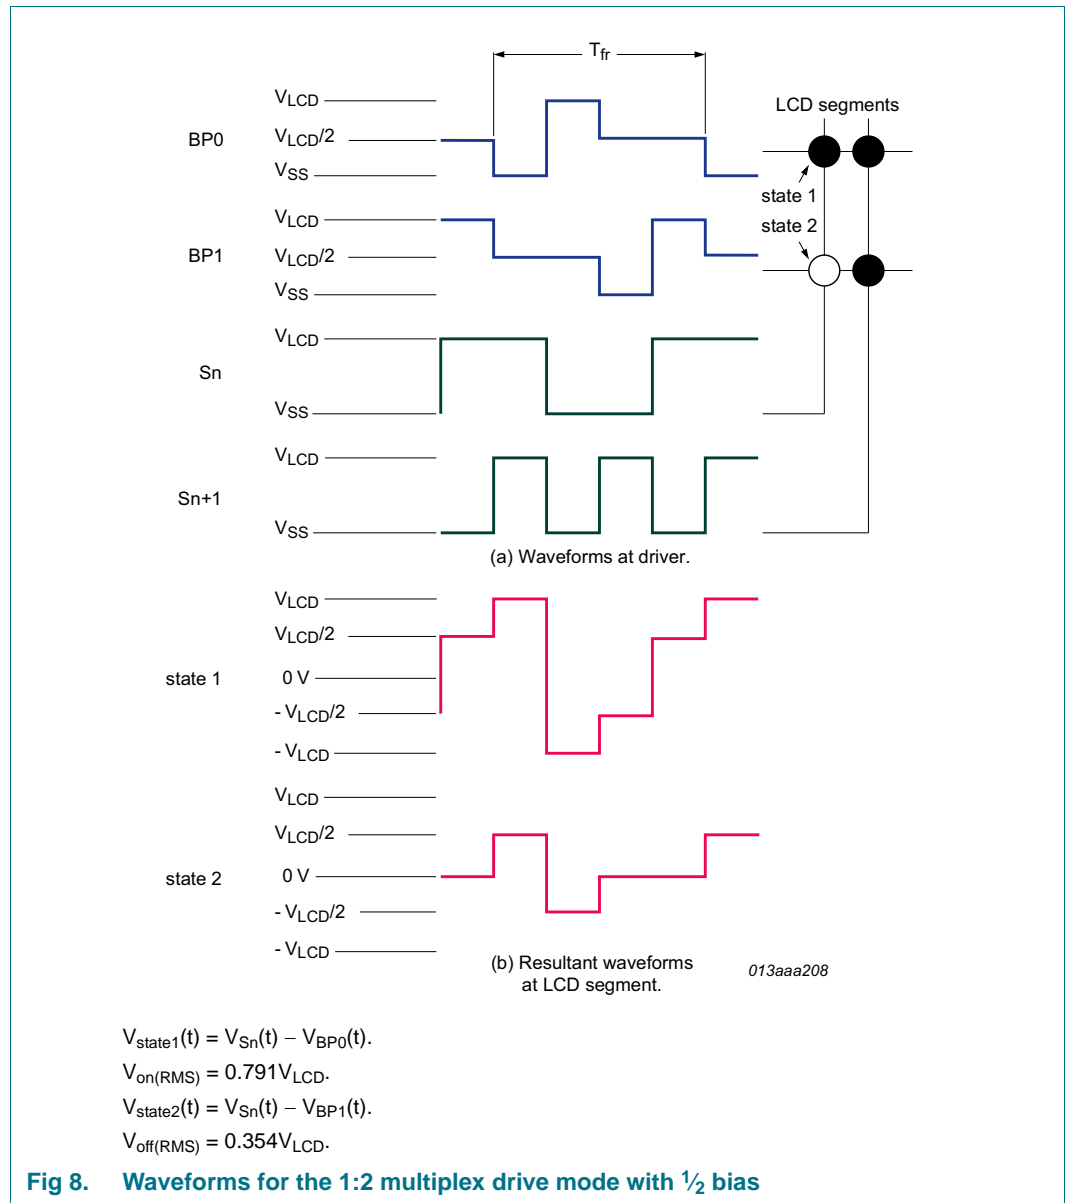 T_fr
V_LCD
BP0
V_LCD/2
V_SS
LCD segments
state 1
state 2
V_LCD
BP1
V_LCD/2
V_SS
V_LCD
Sn
V_SS
V_LCD
Sn+1
V_SS
(a) Waveforms at driver.
V_LCD
V_LCD/2
state 1
0 V
- V_LCD/2
- V_LCD
V_LCD
V_LCD/2
state 2
0 V
- V_LCD/2
- V_LCD
(b) Resultant waveforms
at LCD segment.
013aaa208
V_state1(t) = V_Sn(t) − V_BP0(t).
V_on(RMS) = 0.791V_LCD.
V_state2(t) = V_Sn(t) − V_BP1(t).
V_off(RMS) = 0.354V_LCD.
Fig 8. Waveforms for the 1:2 multiplex drive mode with 1⁄2 bias